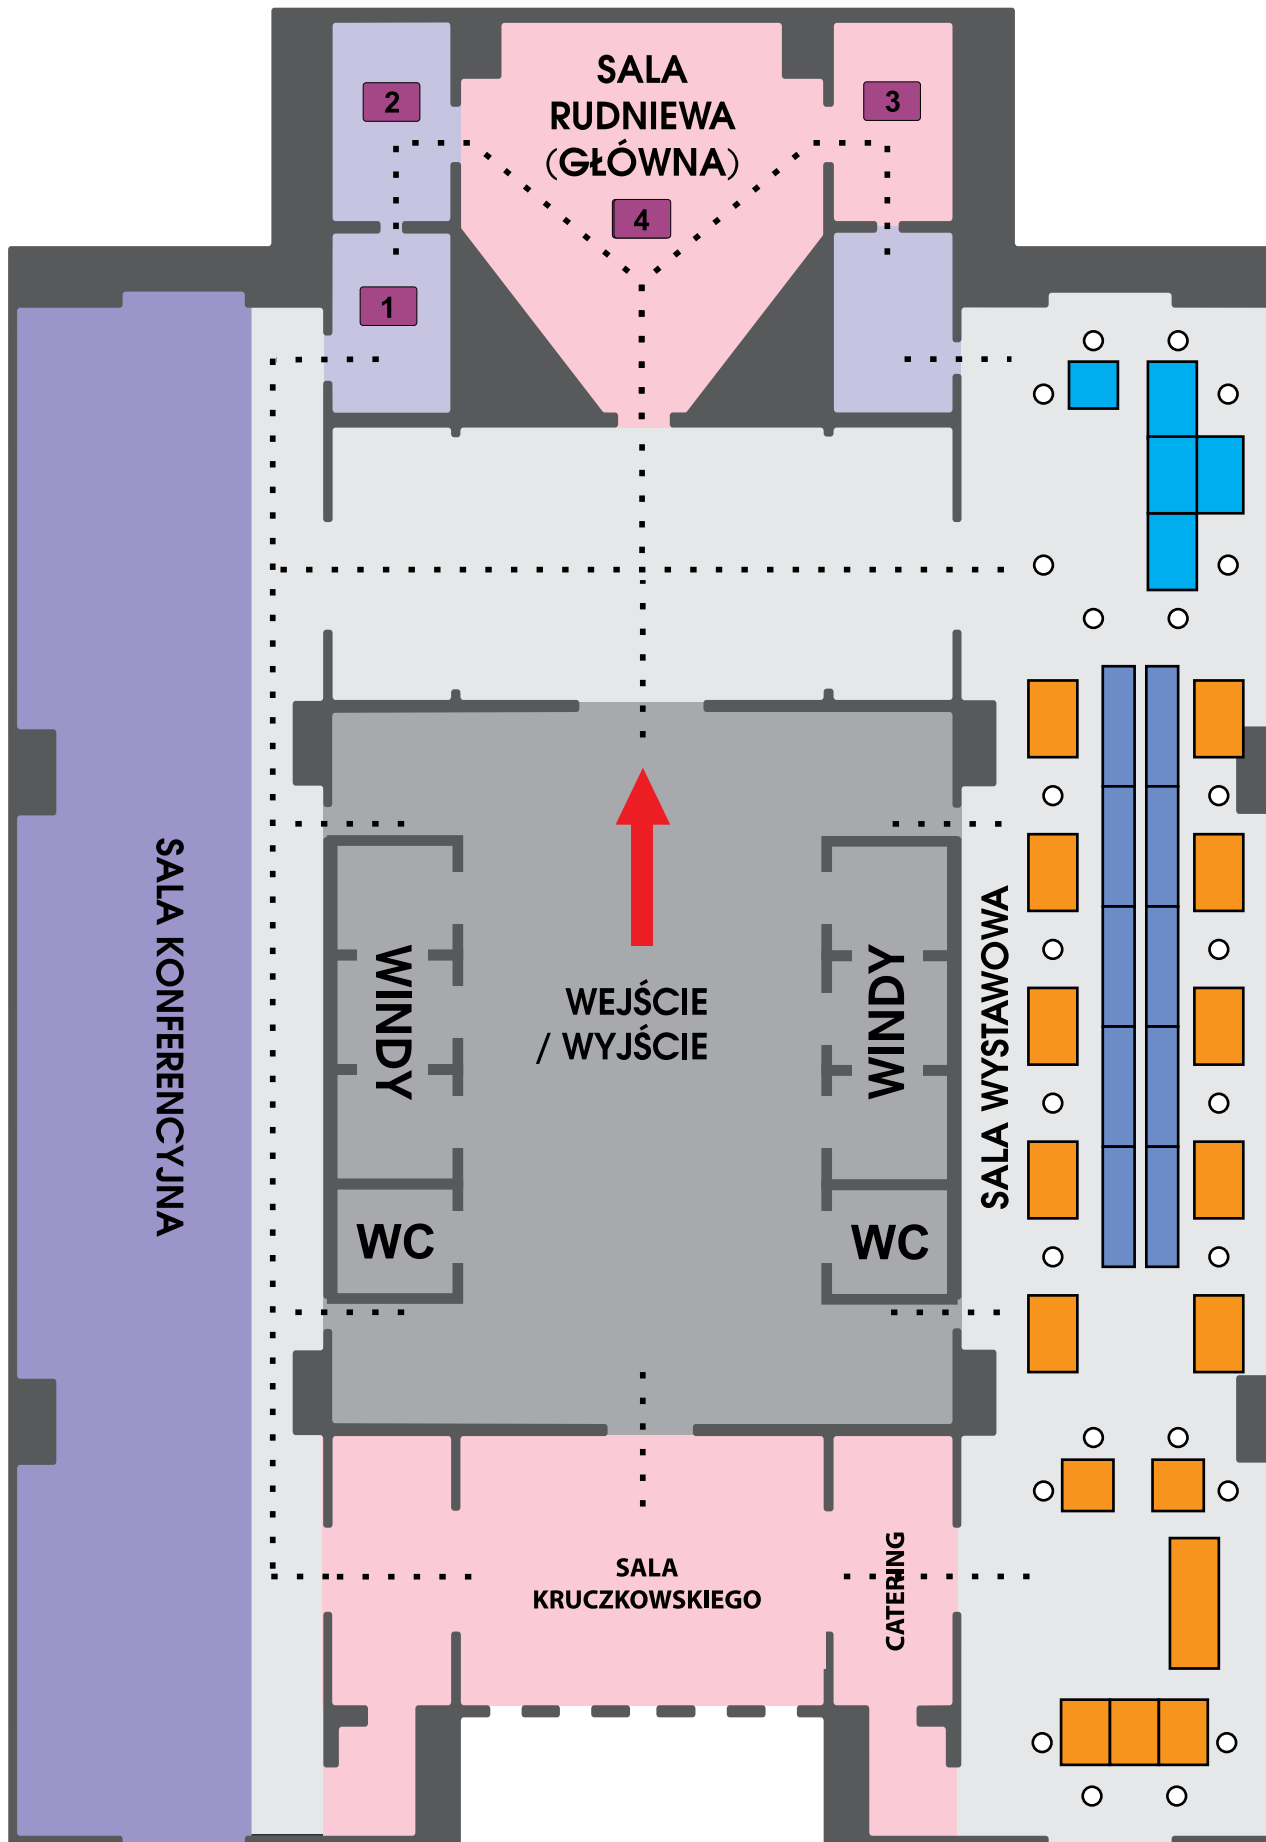 2
SALA
RUDNIEWA
(GŁÓWNA)
3
4
1
SALA KONFERENCYJNA
WINDY
WEJŚCIE
/ WYJŚCIE
WINDY
SALA WYSTAWOWA
WC
WC
SALA
KRUCZKOWSKIEGO
CATERING